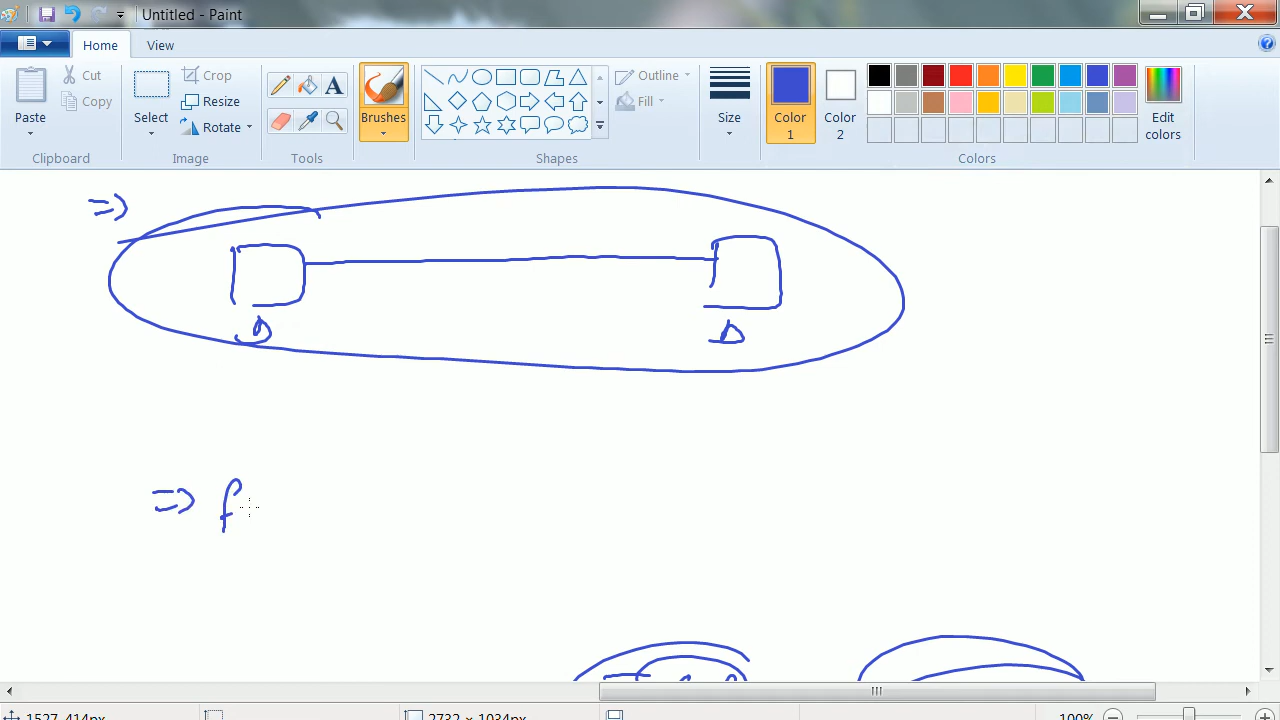 Untitled - Paint
Home View
Paste
Cut
Copy
Clipboard
Select
Crop
Resize
Rotate
Image
Tools
Brushes
Outline
Fill
Shapes
Size
Color 1
Color 2
Edit colors
Colors
=>
D D
=> f
1527, 414px
2732 × 1034px
100%